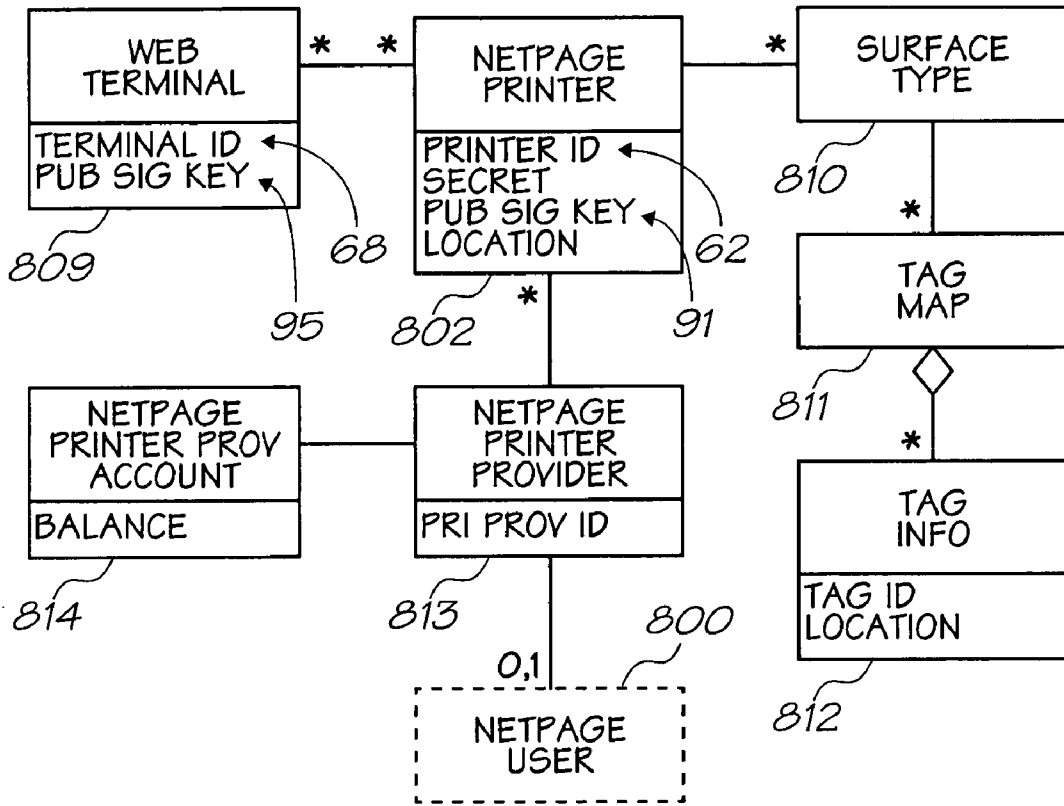 WEB
TERMINAL
TERMINAL ID
PUB SIG KEY
809
68
95
* *
NETPAGE
PRINTER
PRINTER ID
SECRET
PUB SIG KEY
LOCATION
802
62
91
*
*
SURFACE
TYPE
810
*
TAG
MAP
811
*
TAG
INFO
TAG ID
LOCATION
812
NETPAGE
PRINTER PROV
ACCOUNT
BALANCE
814
NETPAGE
PRINTER
PROVIDER
PRI PROV ID
813
800
0,1
NETPAGE
USER